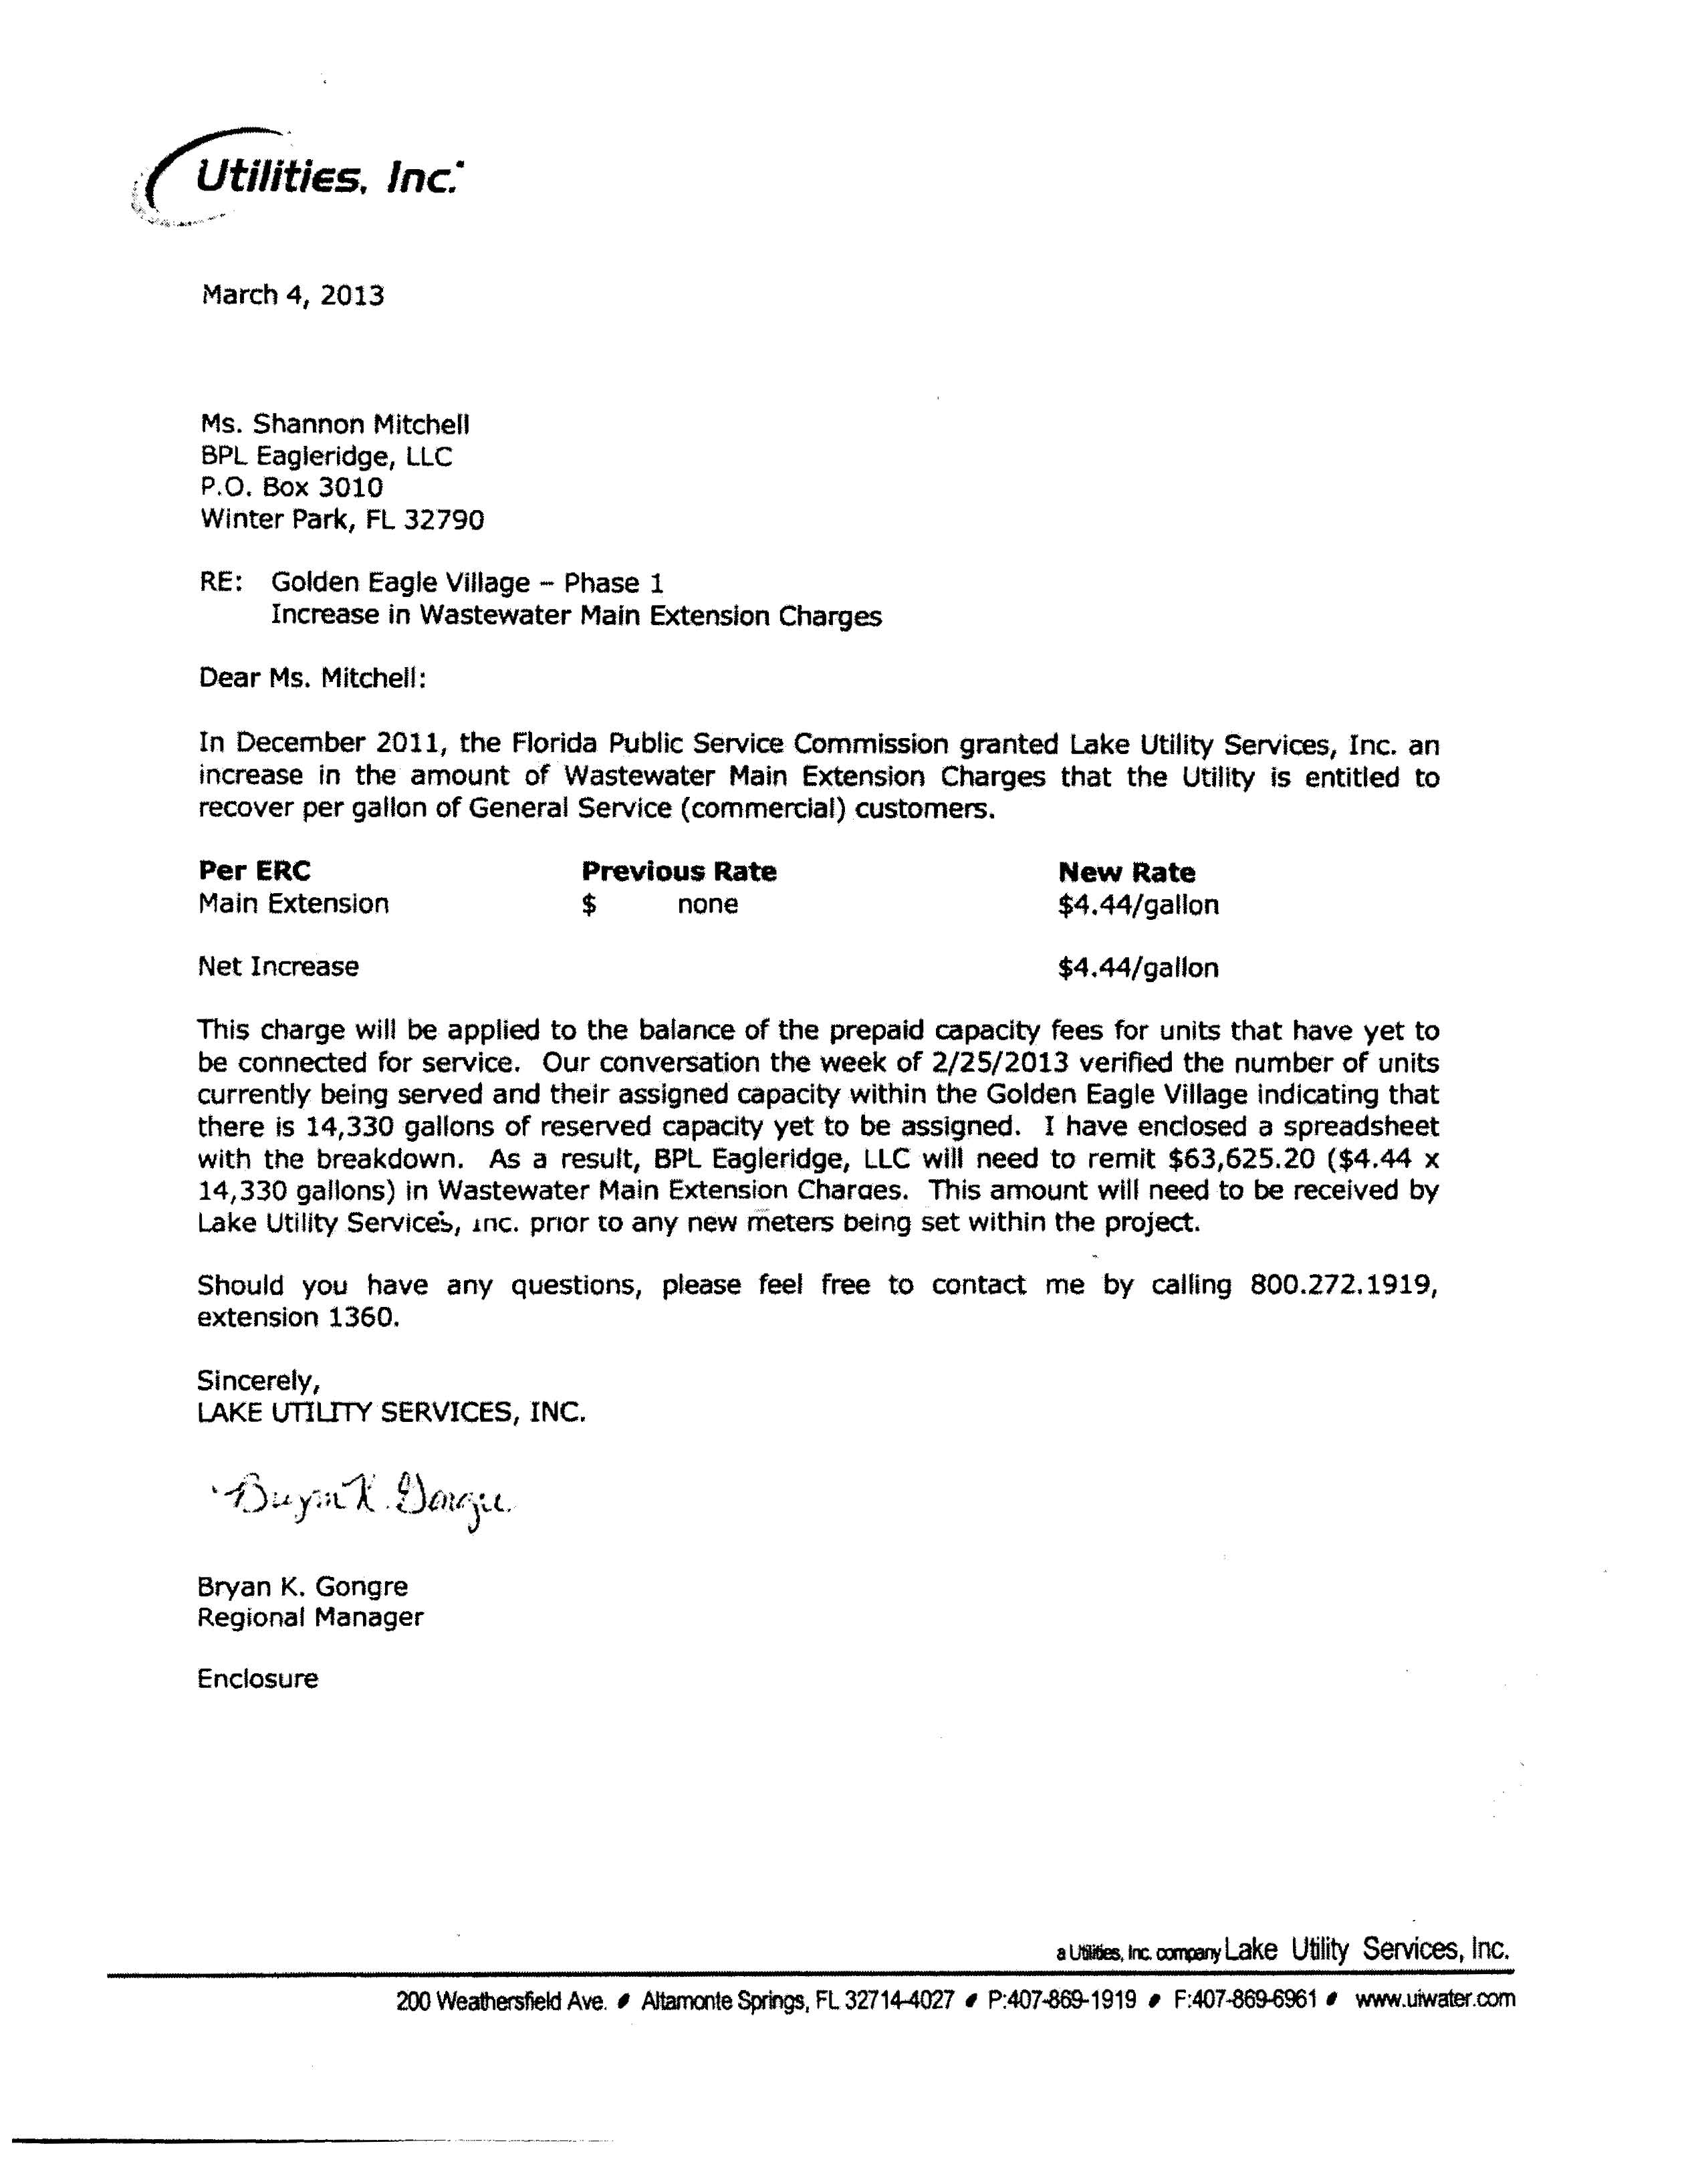 Utilities, Inc.
March 4, 2013
Ms. Shannon Mitchell
BPL Eagleridge, LLC
P.O. Box 3010
Winter Park, FL 32790
RE: Golden Eagle Village – Phase 1
Increase in Wastewater Main Extension Charges
Dear Ms. Mitchell:
In December 2011, the Florida Public Service Commission granted Lake Utility Services, Inc. an
increase in the amount of Wastewater Main Extension Charges that the Utility is entitled to
recover per gallon of General Service (commercial) customers.
Per ERC Previous Rate New Rate
Main Extension $ none $4.44/gallon
Net Increase $4.44/gallon
This charge will be applied to the balance of the prepaid capacity fees for units that have yet to
be connected for service. Our conversation the week of 2/25/2013 verified the number of units
currently being served and their assigned capacity within the Golden Eagle Village indicating that
there is 14,330 gallons of reserved capacity yet to be assigned. I have enclosed a spreadsheet
with the breakdown. As a result, BPL Eagleridge, LLC will need to remit $63,625.20 ($4.44 x
14,330 gallons) in Wastewater Main Extension Charges. This amount will need to be received by
Lake Utility Services, Inc. prior to any new meters being set within the project.
Should you have any questions, please feel free to contact me by calling 800.272.1919,
extension 1360.
Sincerely,
LAKE UTILITY SERVICES, INC.
Bryan K. Gongre
Bryan K. Gongre
Regional Manager
Enclosure
a Utilities, Inc. company Lake Utility Services, Inc.
200 Weathersfield Ave. Altamonte Springs, FL 32714-4027 P:407-869-1919 F:407-869-6961 www.uiwater.com